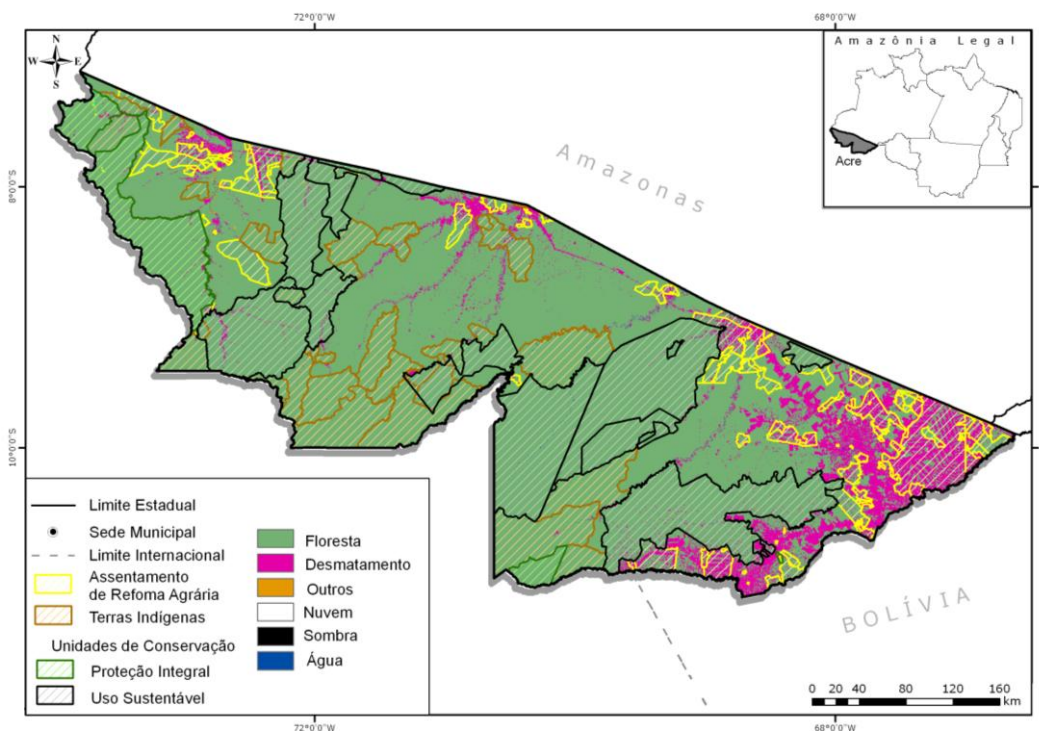 72°0'0"W
68°0'0"W
N
W E
S
Amazônia Legal
Acre
Amazonas
8°0'0"S
10°0'0"S
BOLÍVIA
Limite Estadual
Sede Municipal
Limite Internacional
Assentamento
de Refoma Agrária
Terras Indígenas
Unidades de Conservação
Proteção Integral
Uso Sustentável
Floresta
Desmatamento
Outros
Nuvem
Sombra
Água
0 10 20 40 80 120 160
km
72°0'0"W
68°0'0"W